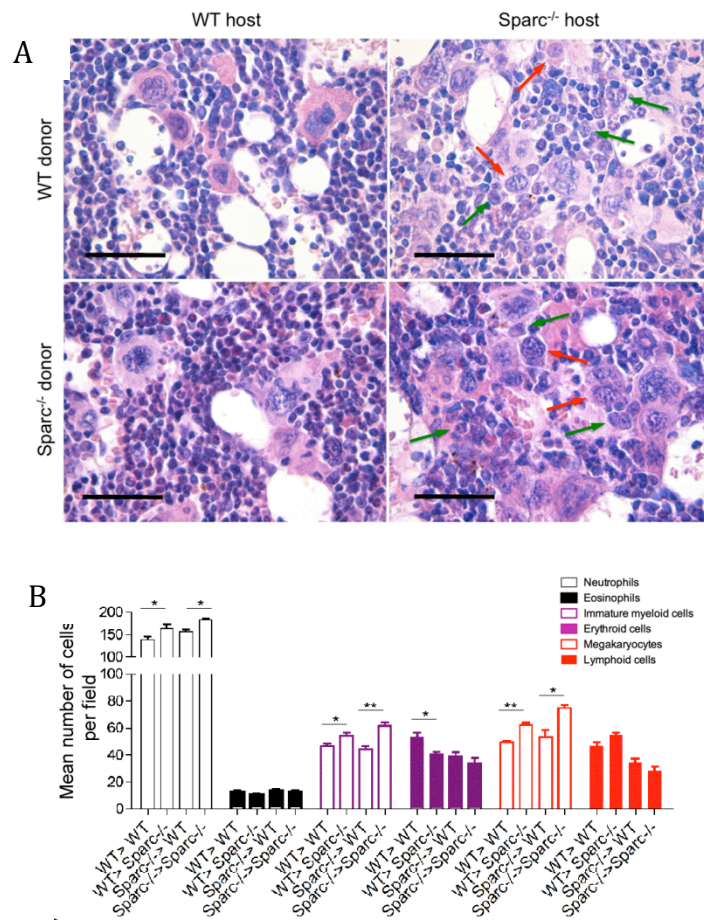 WT host
Sparc-/- host
A
WT donor
Sparc-/- donor
B
Neutrophils
Eosinophils
Immature myeloid cells
Erythroid cells
Megakaryocytes
Lymphoid cells
Mean number of cells
per field
200
150
100
80
60
40
20
0
* *
* ** * ** *
WT> WT
WT> Sparc-/-
Sparc-/-> WT
Sparc-/->Sparc-/-
WT> WT
WT> Sparc-/-
Sparc-/-> WT
Sparc-/->Sparc-/-
WT> WT
WT> Sparc-/-
Sparc-/-> WT
Sparc-/->Sparc-/-
WT> WT
WT> Sparc-/-
Sparc-/-> WT
Sparc-/->Sparc-/-
WT> WT
WT> Sparc-/-
Sparc-/-> WT
Sparc-/->Sparc-/-
WT> WT
WT> Sparc-/-
Sparc-/-> WT
Sparc-/->Sparc-/-